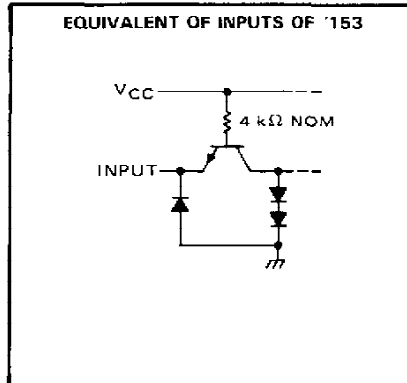 EQUIVALENT OF INPUTS OF '153
VCC
4 kΩ NOM
INPUT